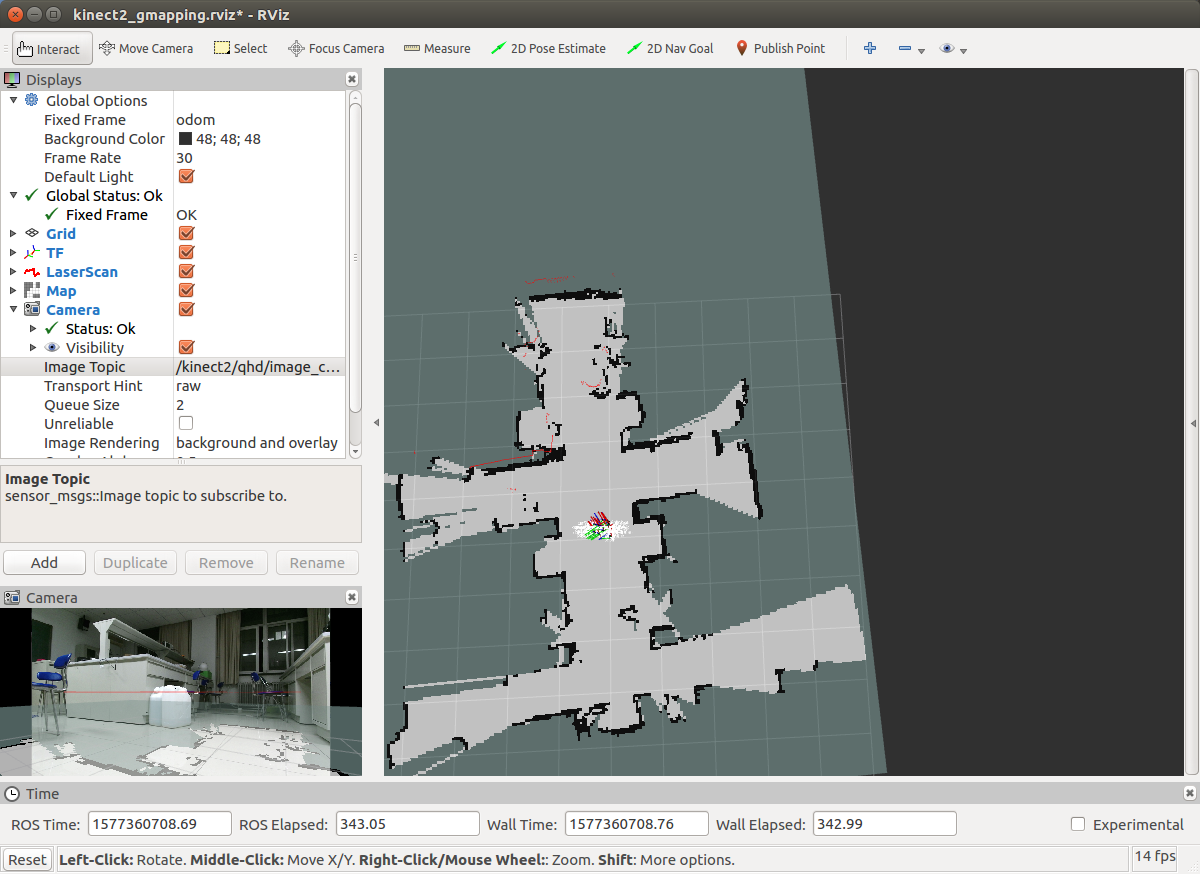 kinect2_gmapping.rviz* - RViz
Interact Move Camera Select Focus Camera Measure 2D Pose Estimate 2D Nav Goal Publish Point
Displays
Global Options
Fixed Frame odom
Background Color 48; 48; 48
Frame Rate 30
Default Light
Global Status: Ok
Fixed Frame OK
Grid
TF
LaserScan
Map
Camera
Status: Ok
Visibility
Image Topic /kinect2/qhd/image_c...
Transport Hint raw
Queue Size 2
Unreliable
Image Rendering background and overlay
Image Topic
sensor_msgs::Image topic to subscribe to.
Add Duplicate Remove Rename
Camera
Time
ROS Time: 1577360708.69 ROS Elapsed: 343.05 Wall Time: 1577360708.76 Wall Elapsed: 342.99 Experimental
Reset Left-Click: Rotate. Middle-Click: Move X/Y. Right-Click/Mouse Wheel:: Zoom. Shift: More options. 14 fps